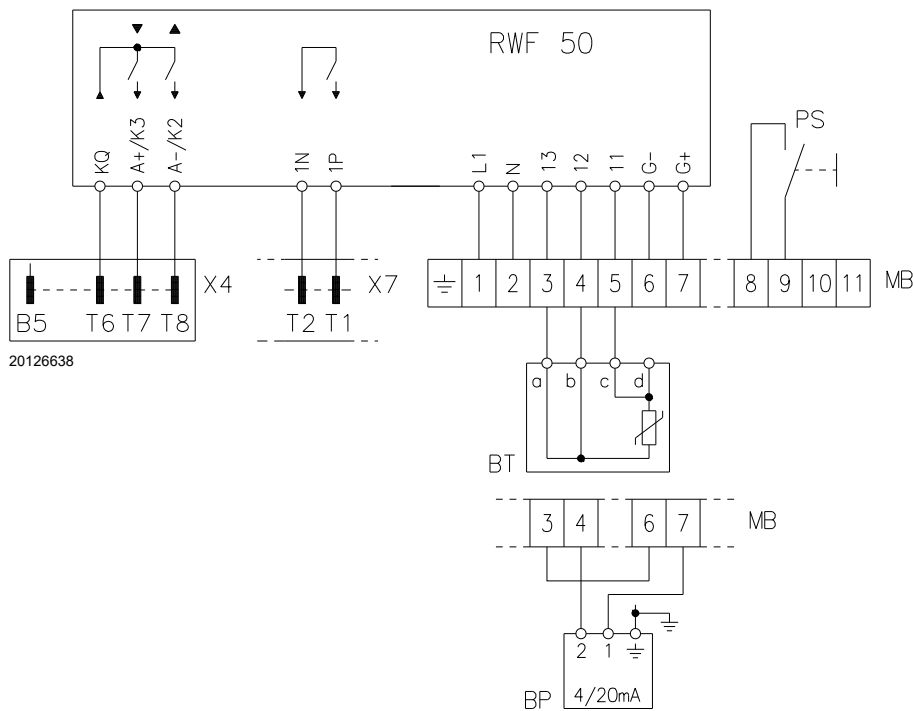 RWF 50
KQ A+/K3 A-/K2 1N 1P L1 N 13 12 11 G- G+
PS
B5 T6 T7 T8 X4
T2 T1 X7
1 2 3 4 5 6 7 8 9 10 11 MB
20126638
a b c d
BT
3 4 6 7 MB
2 1
BP 4/20mA